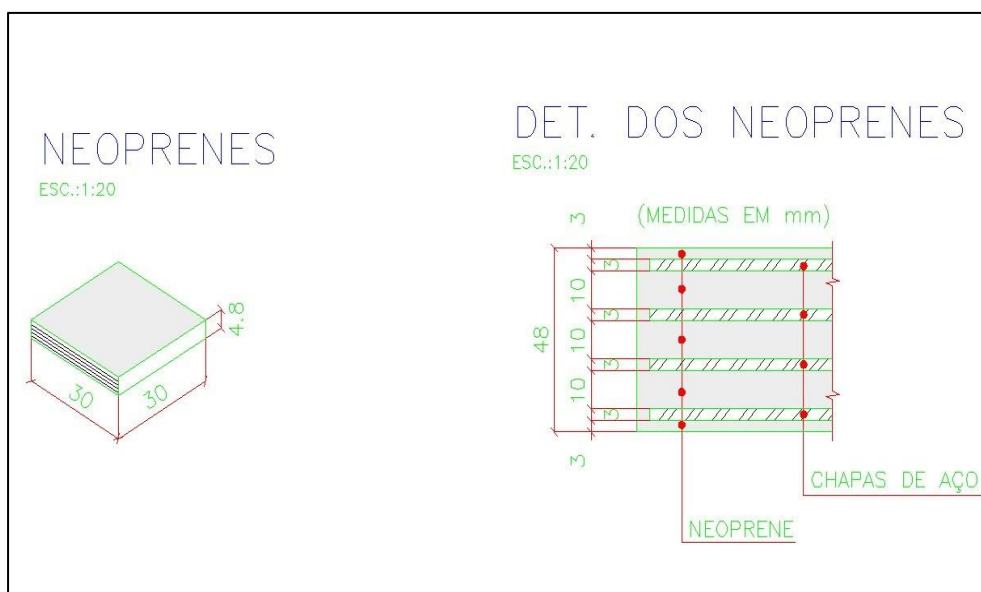 NEOPRENES
ESC.:1:20
4.8
30
30
DET. DOS NEOPRENES
ESC.:1:20
(MEDIDAS EM mm)
3
3
10
3
10
3
10
3
3
48
CHAPAS DE AÇO
NEOPRENE